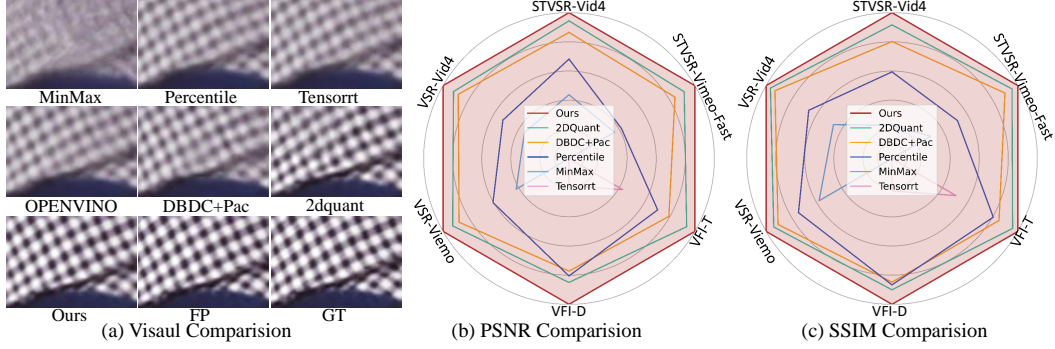 MinMax
Percentile
Tensorrt
OPENVINO
DBDC+Pac
2dquant
Ours
FP
GT
(a) Visaul Comparision
STVSR-Vid4
STVSR-Vimeo-Fast
VFI-T
VFI-D
VSR-Viemo
VSR-Vid4
Ours
2DQuant
DBDC+Pac
Percentile
MinMax
Tensorrt
(b) PSNR Comparision
STVSR-Vid4
STVSR-Vimeo-Fast
VFI-T
VFI-D
VSR-Viemo
VSR-Vid4
Ours
2DQuant
DBDC+Pac
Percentile
MinMax
Tensorrt
(c) SSIM Comparision